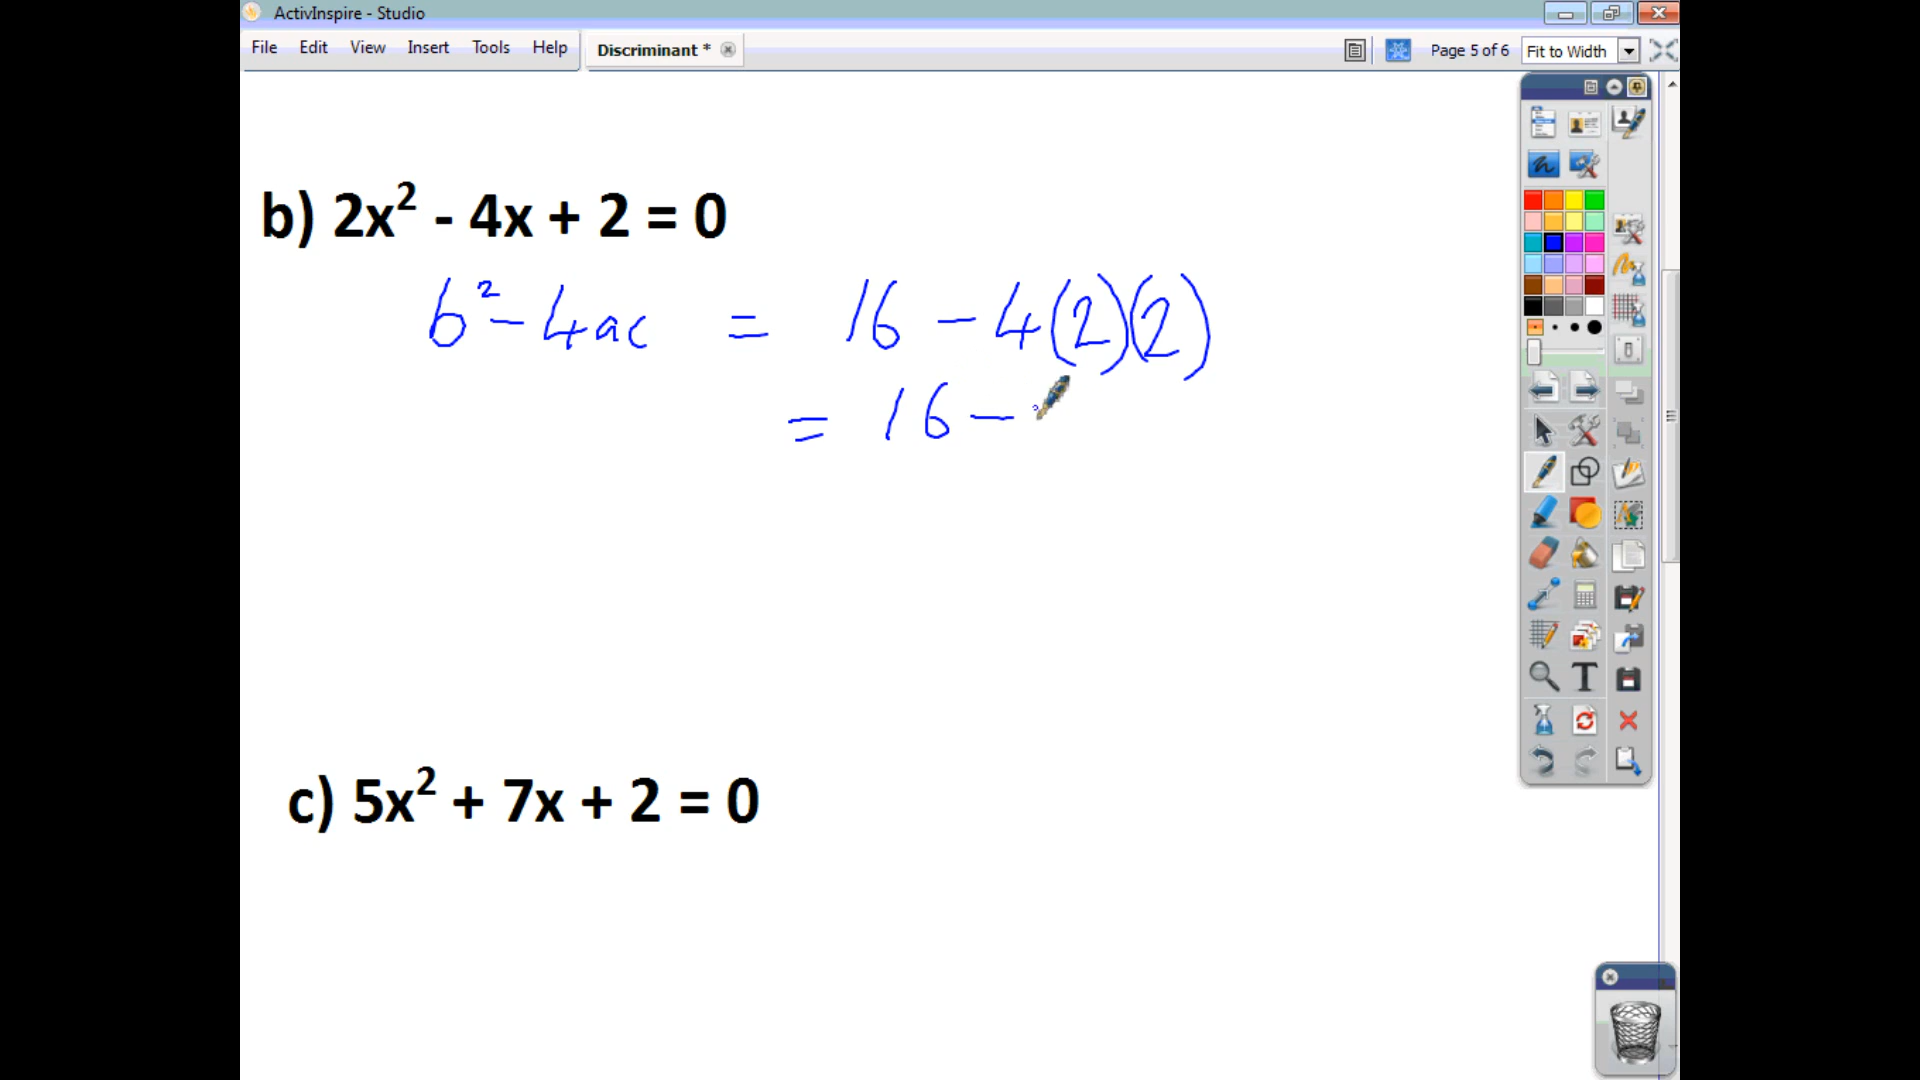 ActivInspire - Studio
File Edit View Insert Tools Help Discriminant * Page 5 of 6 Fit to Width
b) 2x² - 4x + 2 = 0
b² - 4ac = 16 - 4(2)(2)
= 16 -
c) 5x² + 7x + 2 = 0